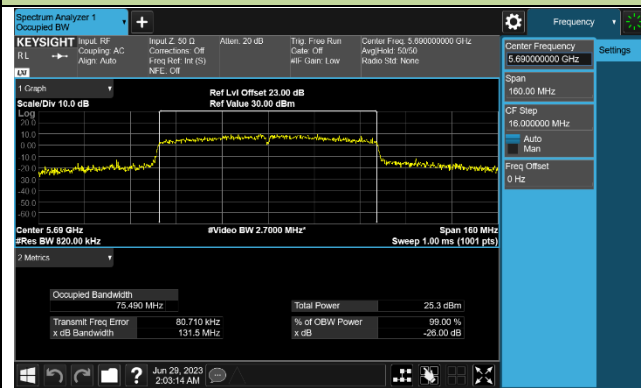 Spectrum Analyzer 1
Occupied BW
+
Frequency
KEYSIGHT
Input: RF
Coupling: AC
Align: Auto
Input Z: 50 Ω
Corrections: Off
Freq Ref: Int (S)
NFE: Off
Atten: 20 dB
Trig: Free Run
Gate: Off
#IF Gain: Low
Center Freq: 5.690000000 GHz
Avg|Hold: 50/50
Radio Std: None
RL
LXI
Center Frequency
5.690000000 GHz
Settings
Span
160.00 MHz
CF Step
16.000000 MHz
Auto
Man
Freq Offset
0 Hz
1 Graph
Scale/Div 10.0 dB
Ref Lvl Offset 23.00 dB
Ref Value 30.00 dBm
Log
20.0
10.0
0.00
-10.0
-20.0
-30.0
-40.0
-50.0
-60.0
Center 5.69 GHz
#Video BW 2.7000 MHz*
Span 160 MHz
#Res BW 820.00 kHz
Sweep 1.00 ms (1001 pts)
2 Metrics
Occupied Bandwidth
75.490 MHz
Total Power 25.3 dBm
Transmit Freq Error 80.710 kHz
% of OBW Power 99.00 %
x dB Bandwidth 131.5 MHz
x dB -26.00 dB
?
Jun 29, 2023
2:03:14 AM